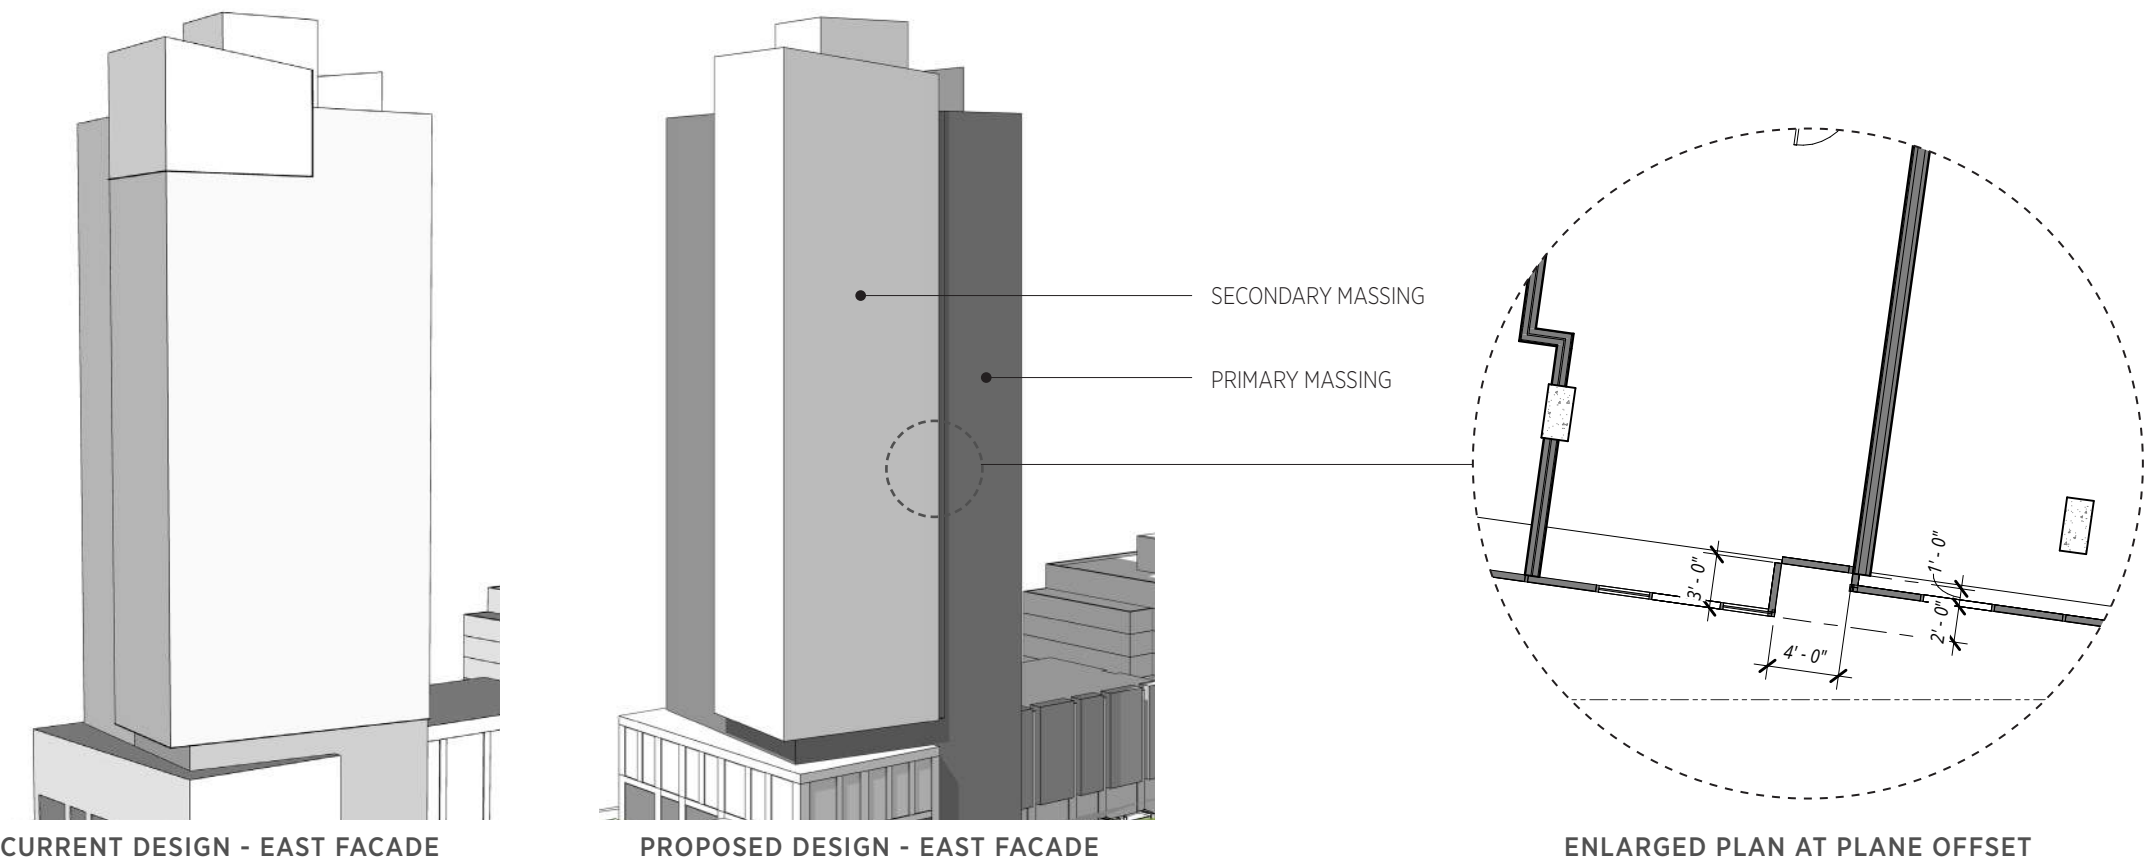 SECONDARY MASSING
PRIMARY MASSING
3' - 0"
1' - 0"
2' - 0"
4' - 0"
CURRENT DESIGN - EAST FACADE
PROPOSED DESIGN - EAST FACADE
ENLARGED PLAN AT PLANE OFFSET